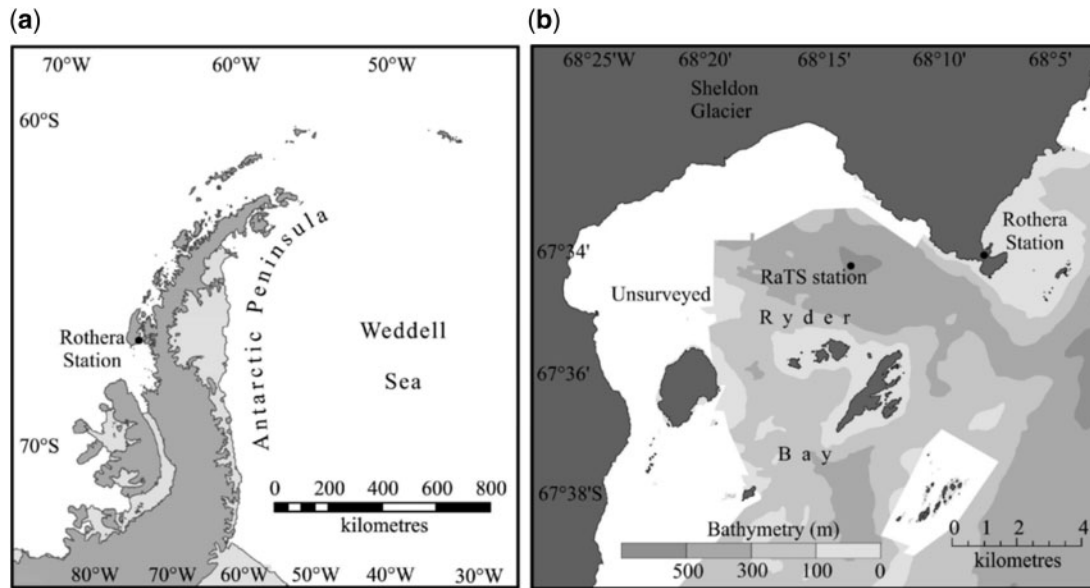 (a)
70°W 60°W 50°W
60°S
Antarctic Peninsula
Rothera
Station
Weddell
Sea
70°S
0 200 400 600 800
kilometres
80°W 70°W 60°W 50°W 40°W 30°W
(b)
68°25'W 68°20' 68°15' 68°10' 68°5'
Sheldon
Glacier
Rothera
Station
67°34'
RaTS station
Unsurveyed
Ryder
67°36'
Bay
67°38'S
Bathymetry (m)
500 300 100 0
0 1 2 4
kilometres